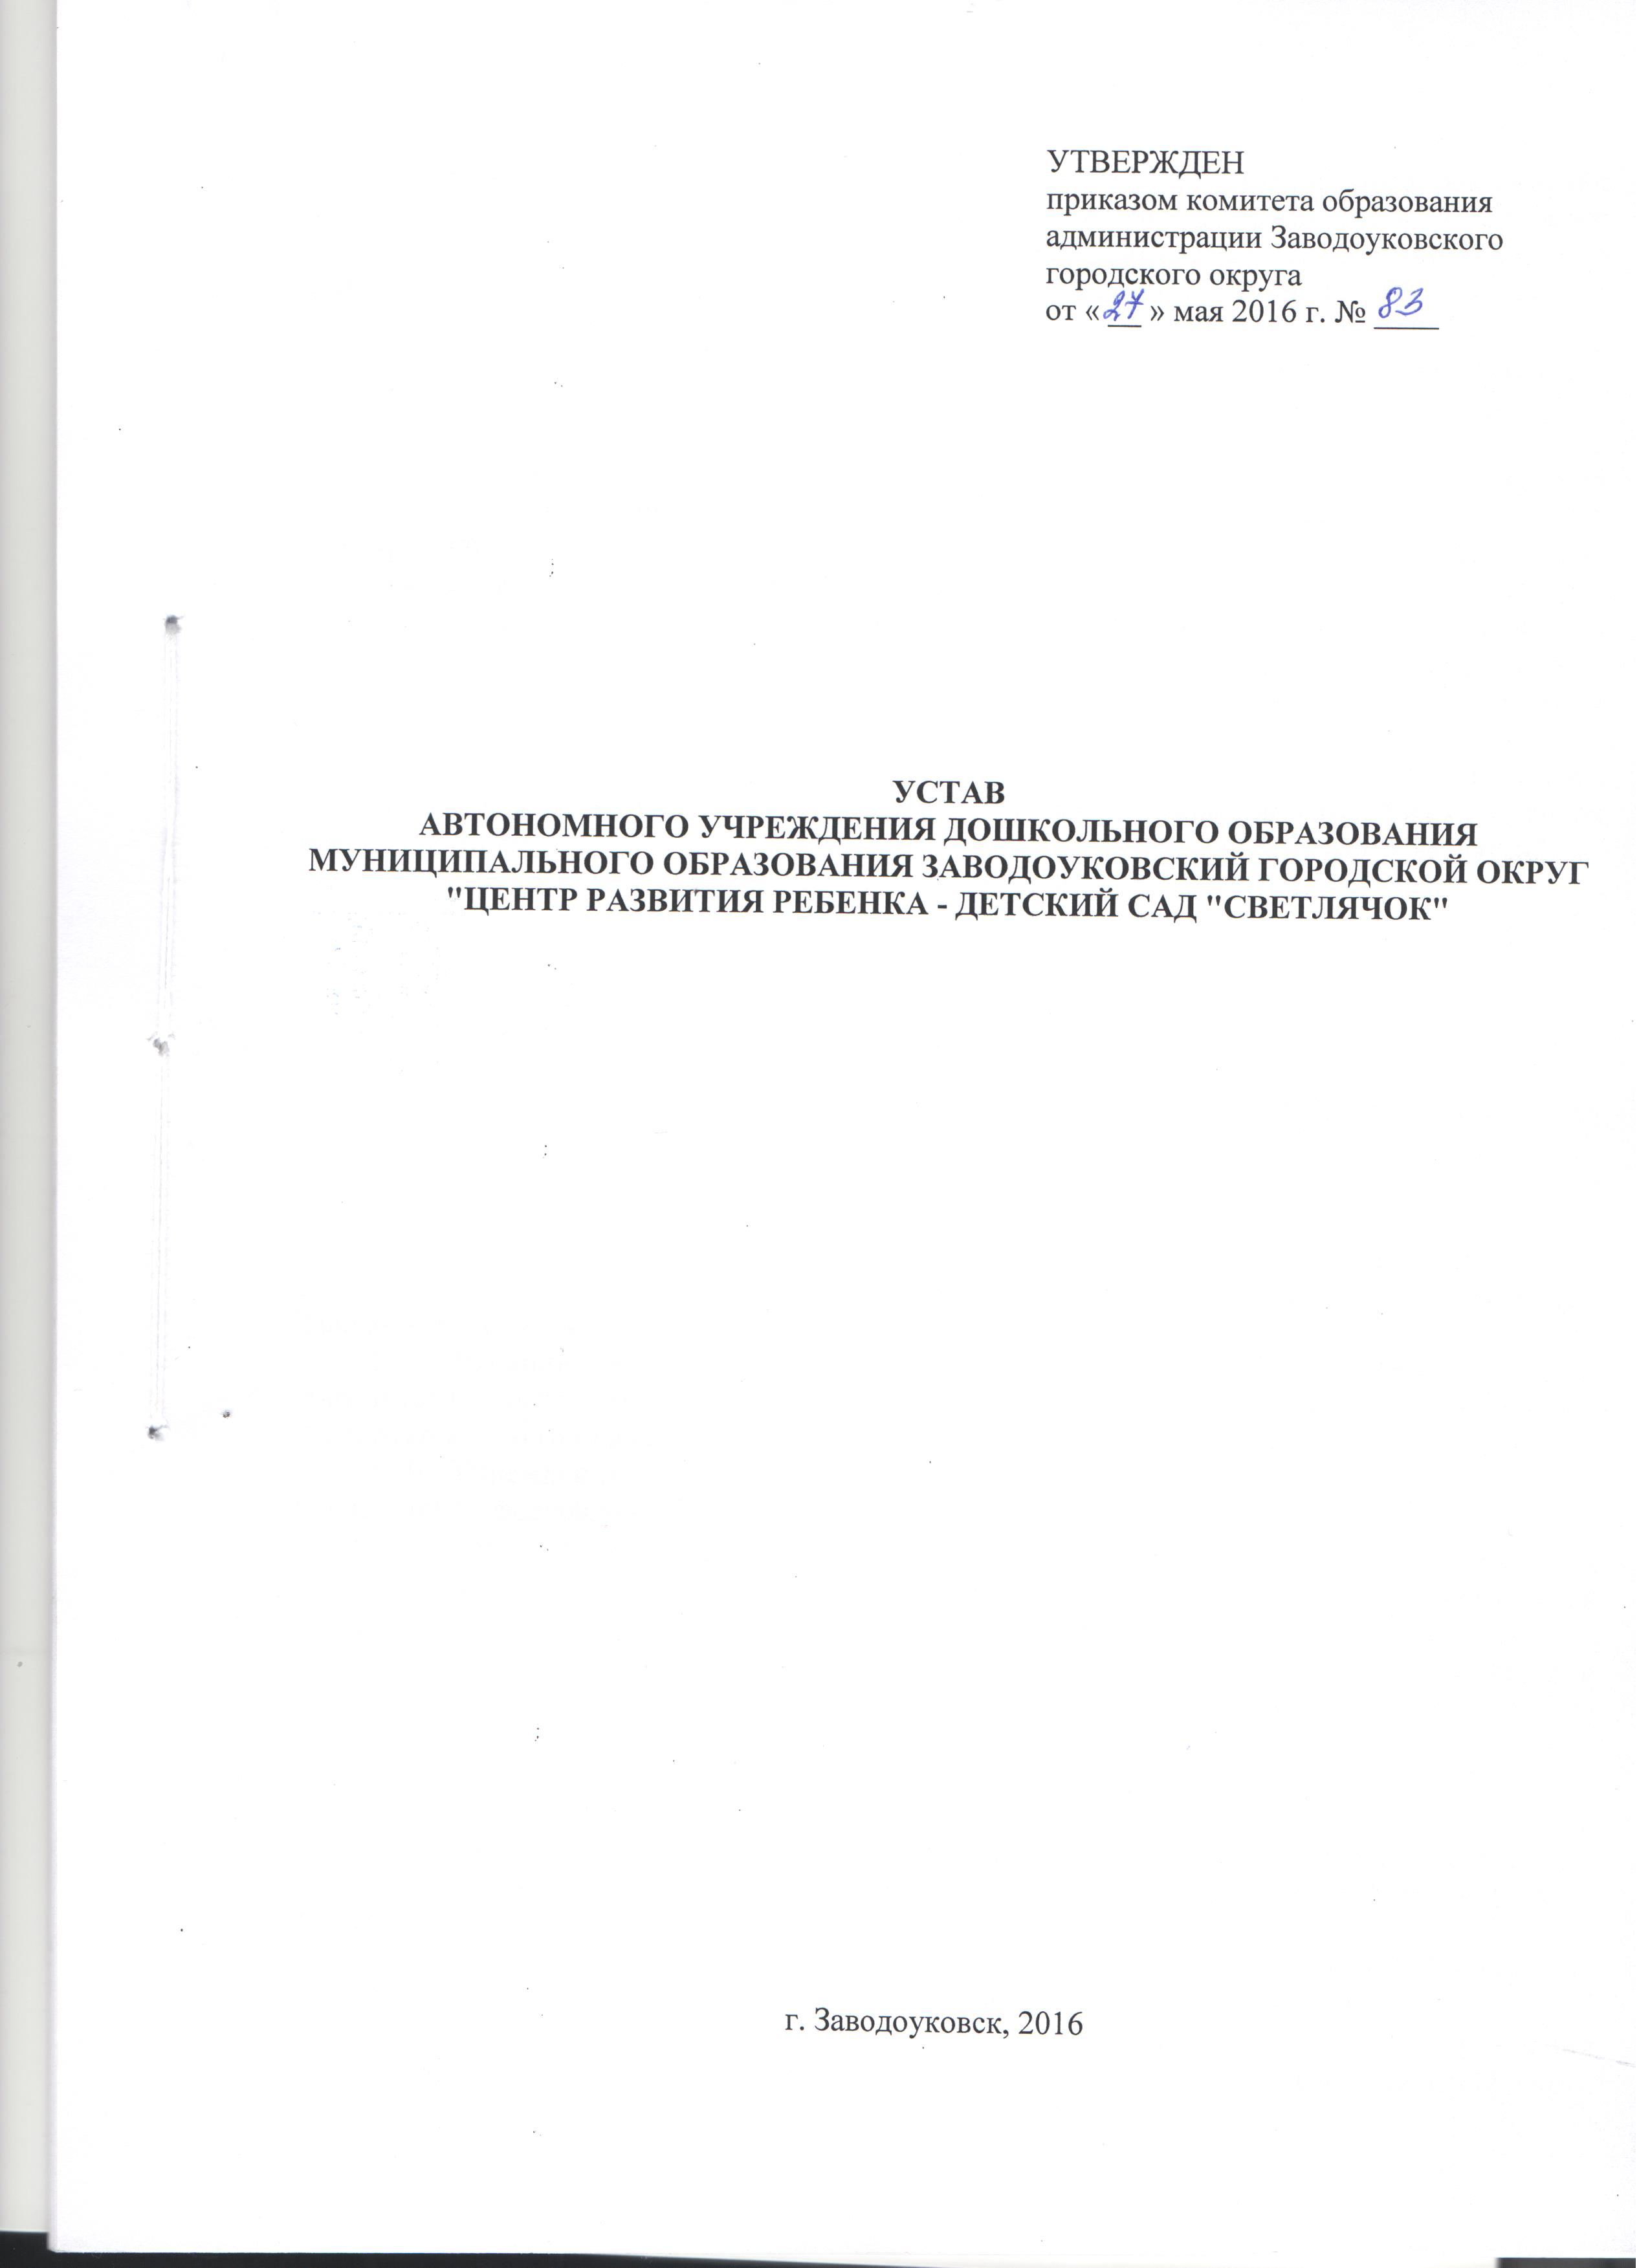 УТВЕРЖДЕН
приказом комитета образования
администрации Заводоуковского
городского округа
от «27» мая 2016 г. № 83
УСТАВ
АВТОНОМНОГО УЧРЕЖДЕНИЯ ДОШКОЛЬНОГО ОБРАЗОВАНИЯ
МУНИЦИПАЛЬНОГО ОБРАЗОВАНИЯ ЗАВОДОУКОВСКИЙ ГОРОДСКОЙ ОКРУГ
"ЦЕНТР РАЗВИТИЯ РЕБЕНКА - ДЕТСКИЙ САД "СВЕТЛЯЧОК"
г. Заводоуковск, 2016